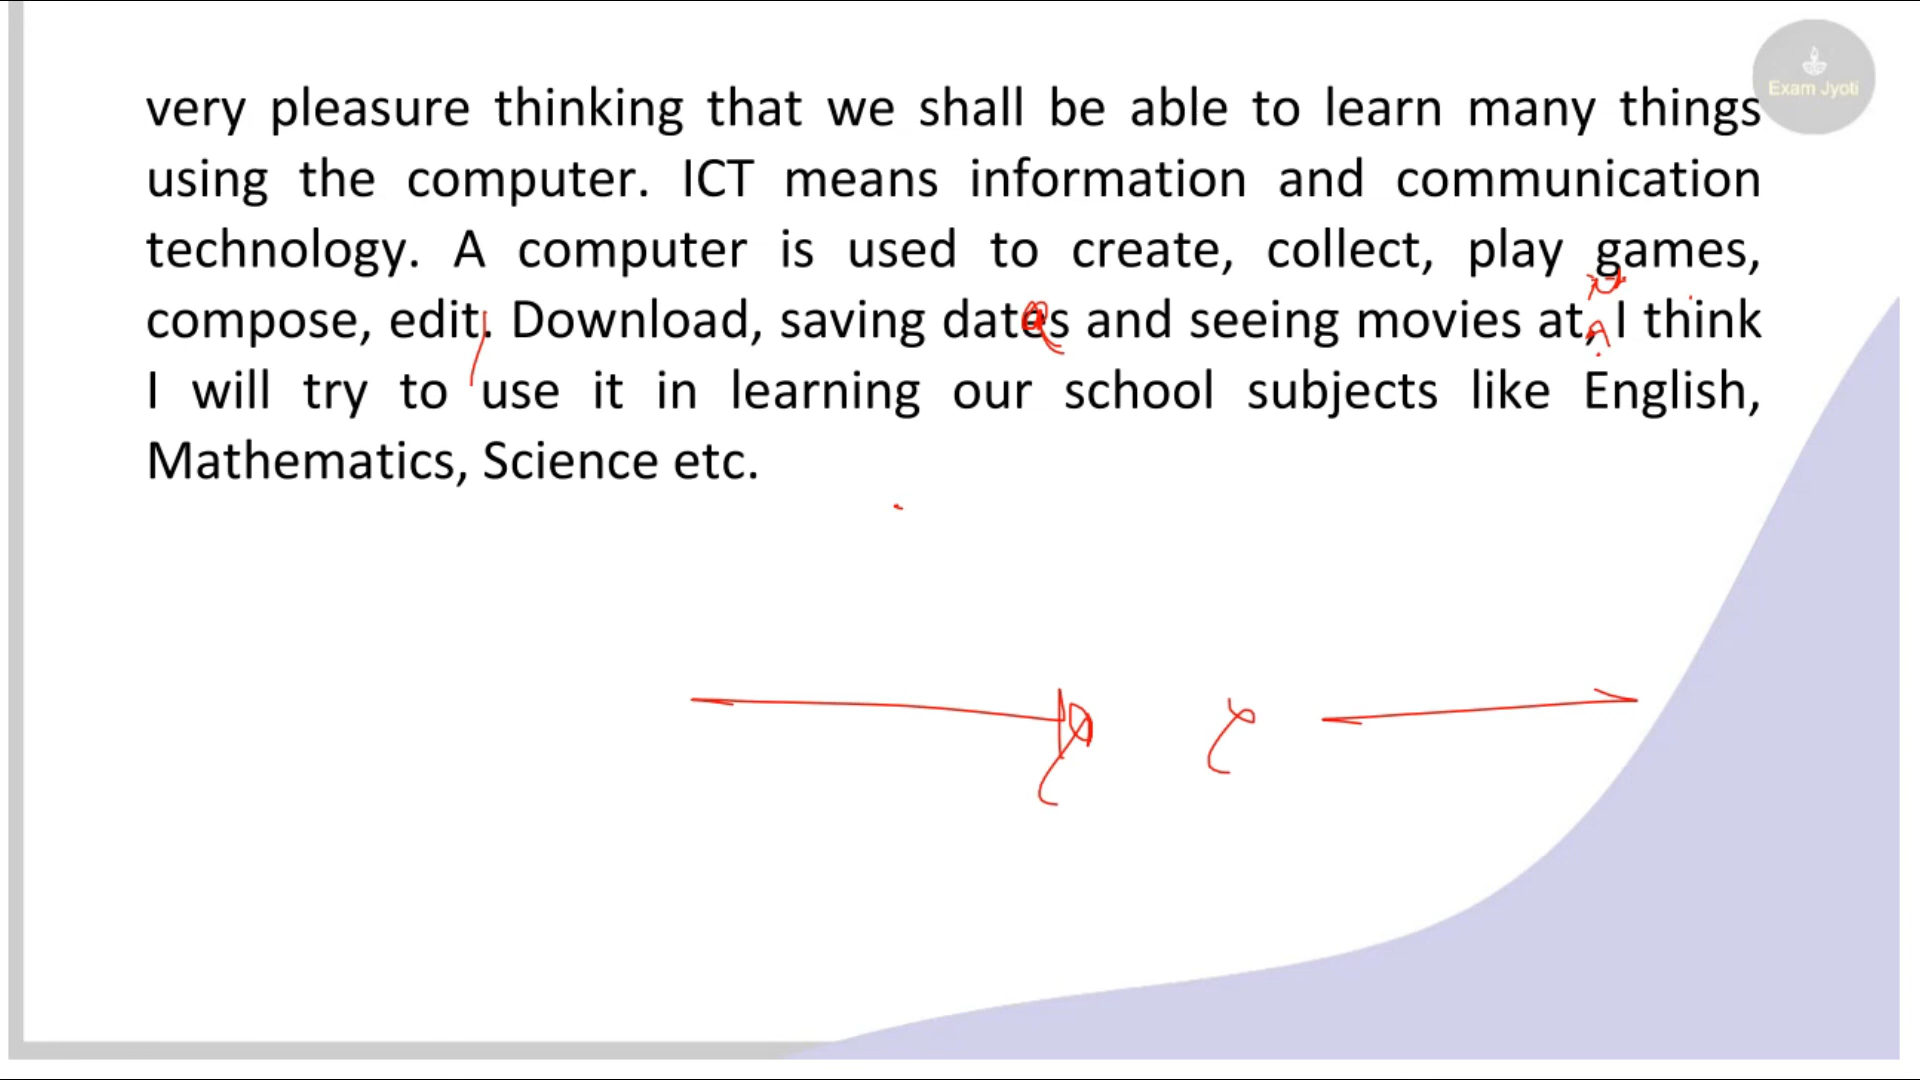 Exam Jyoti
very pleasure thinking that we shall be able to learn many things
using the computer. ICT means information and communication
technology. A computer is used to create, collect, play games,
compose, edit. Download, saving dates and seeing movies at, I think
I will try to use it in learning our school subjects like English,
Mathematics, Science etc.